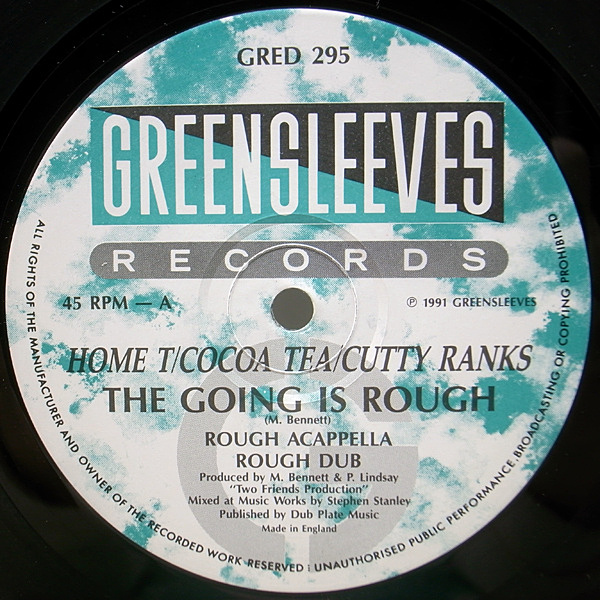 GRED 295
GREENSLEEVES
RECORDS
45 RPM — A
℗ 1991 GREENSLEEVES
HOME T/COCOA TEA/CUTTY RANKS
THE GOING IS ROUGH
(M. Bennett)
ROUGH ACAPPELLA
ROUGH DUB
Produced by M. Bennett & P. Lindsay
"Two Friends Production"
Mixed at Music Works by Stephen Stanley
Published by Dub Plate Music
Made in England
ALL RIGHTS OF THE MANUFACTURER AND OWNER OF THE RECORDED WORK RESERVED : UNAUTHORISED PUBLIC PERFORMANCE, BROADCASTING OR COPYING PROHIBITED